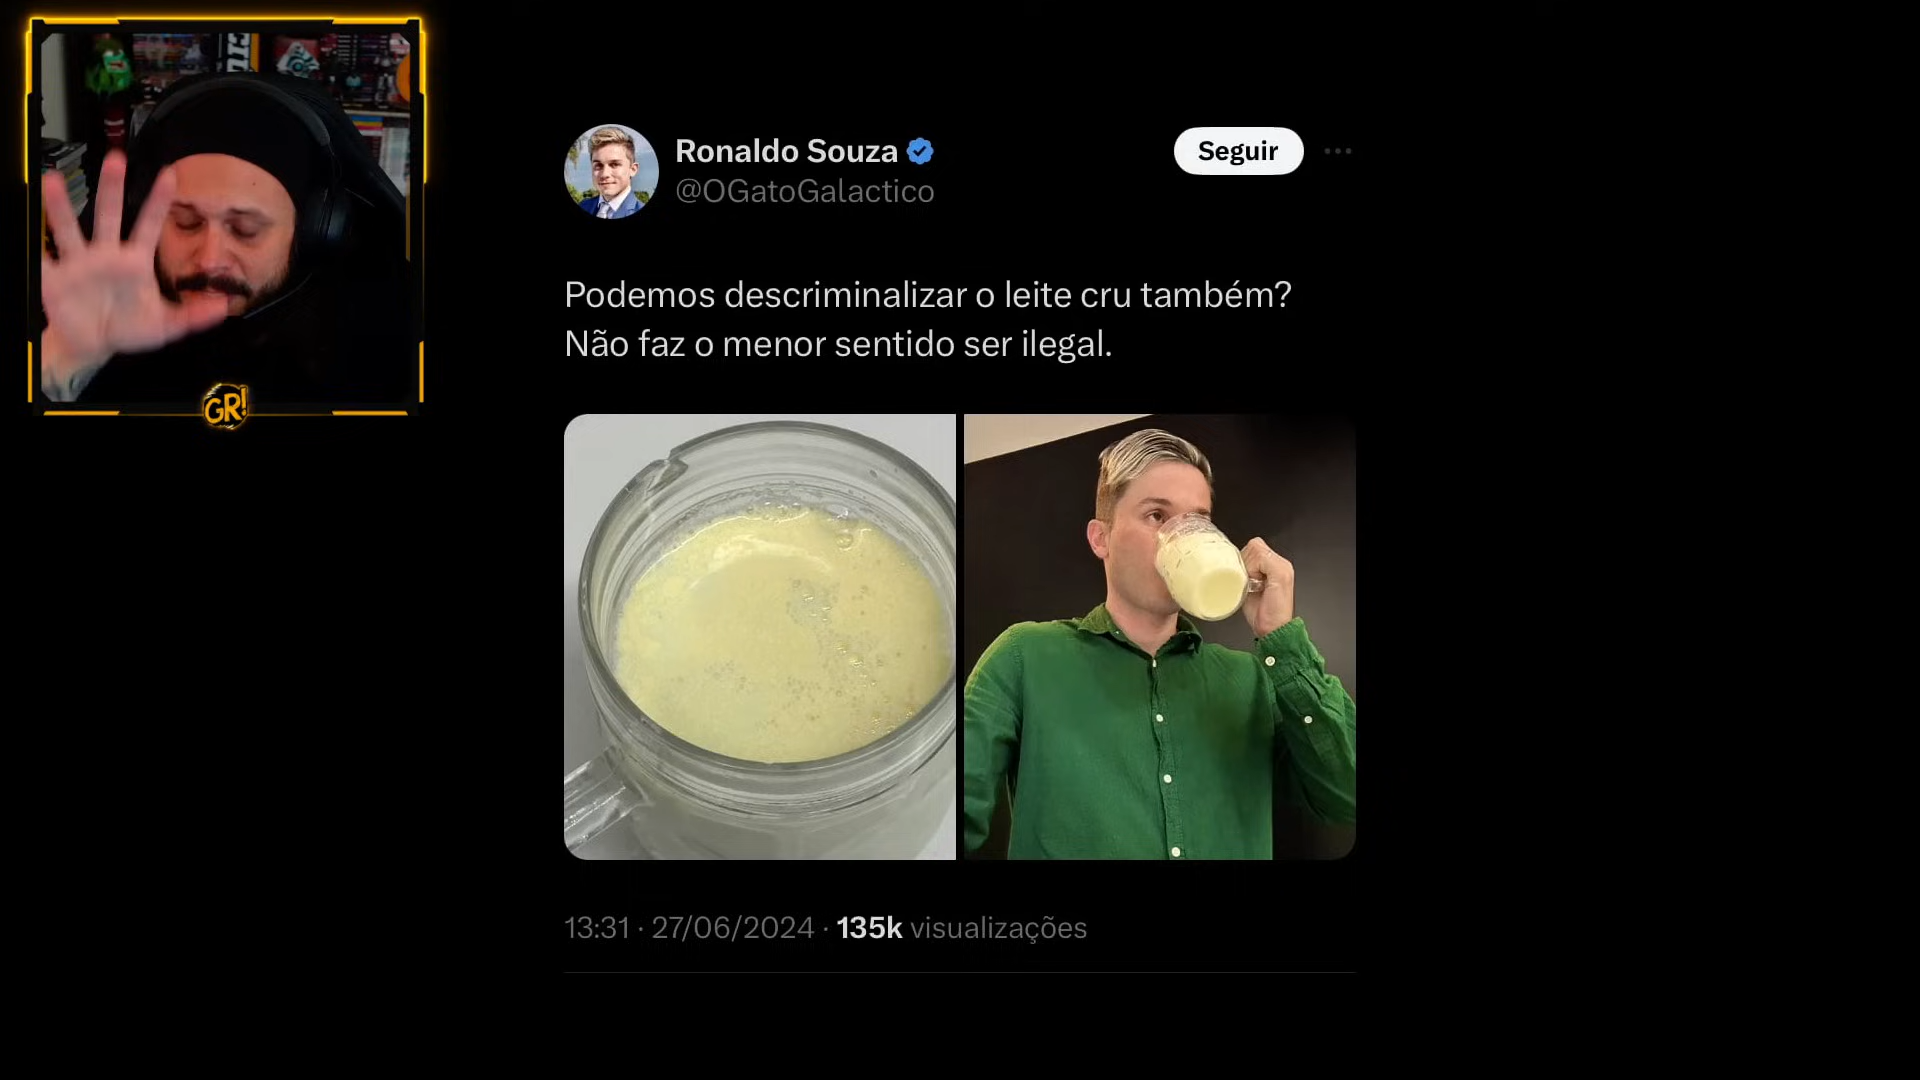 Ronaldo Souza
@OGatoGalactico
Seguir
Podemos descriminalizar o leite cru também?
Não faz o menor sentido ser ilegal.
13:31 · 27/06/2024 · 135k visualizações
GR!